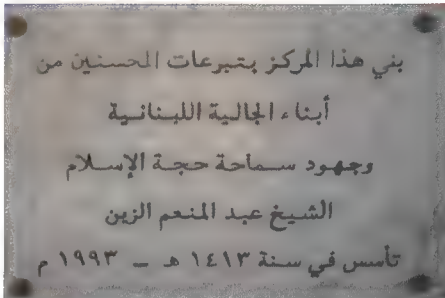 بني هذا المركز بتبرعات المحسنين من
أبناء الجالية اللبنانية
وجهود سماحة حجة الإسلام
الشيخ عبد المنعم الزين
تأسس في سنة ١٤١٣ هـ - ١٩٩٣ م